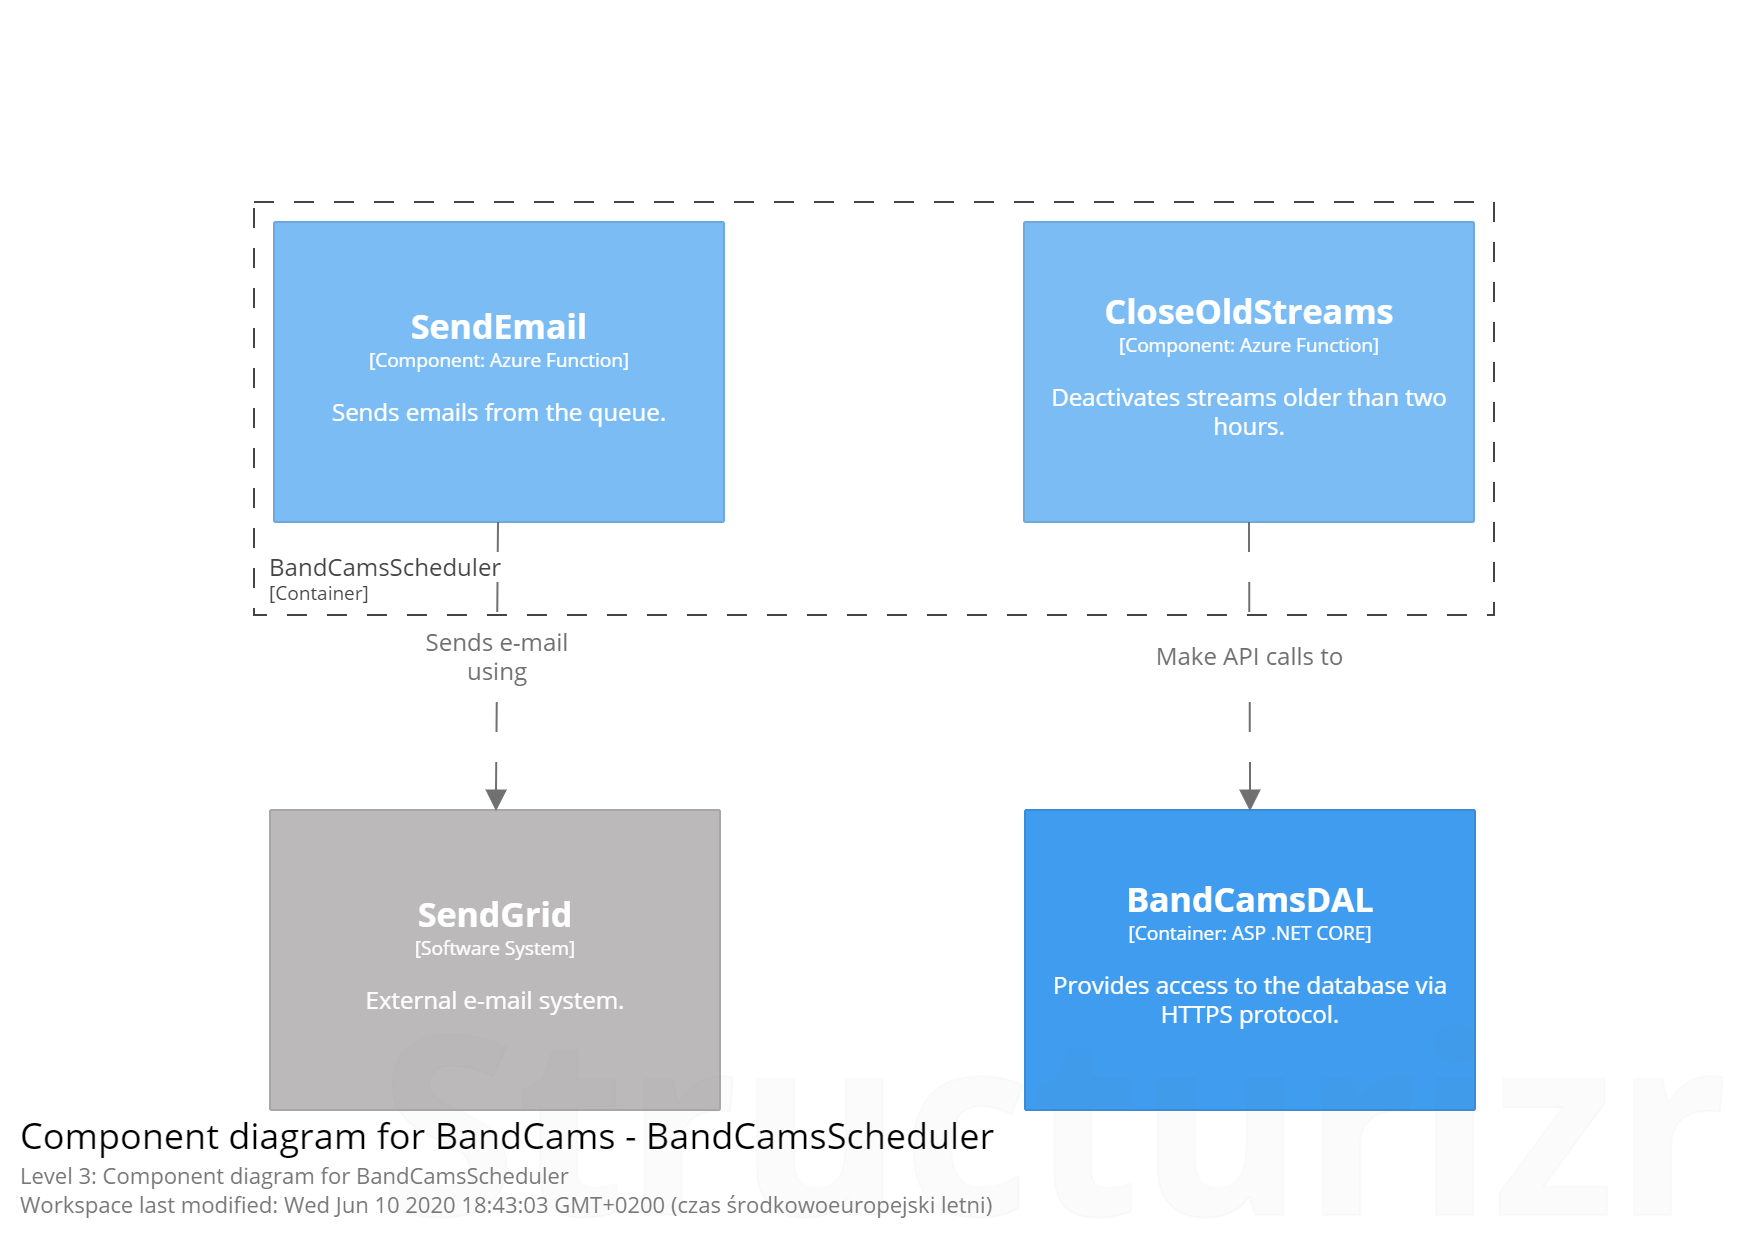 SendEmail
[Component: Azure Function]
Sends emails from the queue.
CloseOldStreams
[Component: Azure Function]
Deactivates streams older than two
hours.
BandCamsScheduler
[Container]
Sends e-mail
using
Make API calls to
SendGrid
[Software System]
External e-mail system.
BandCamsDAL
[Container: ASP .NET CORE]
Provides access to the database via
HTTPS protocol.
Structurizr
Component diagram for BandCams - BandCamsScheduler
Level 3: Component diagram for BandCamsScheduler
Workspace last modified: Wed Jun 10 2020 18:43:03 GMT+0200 (czas środkowoeuropejski letni)